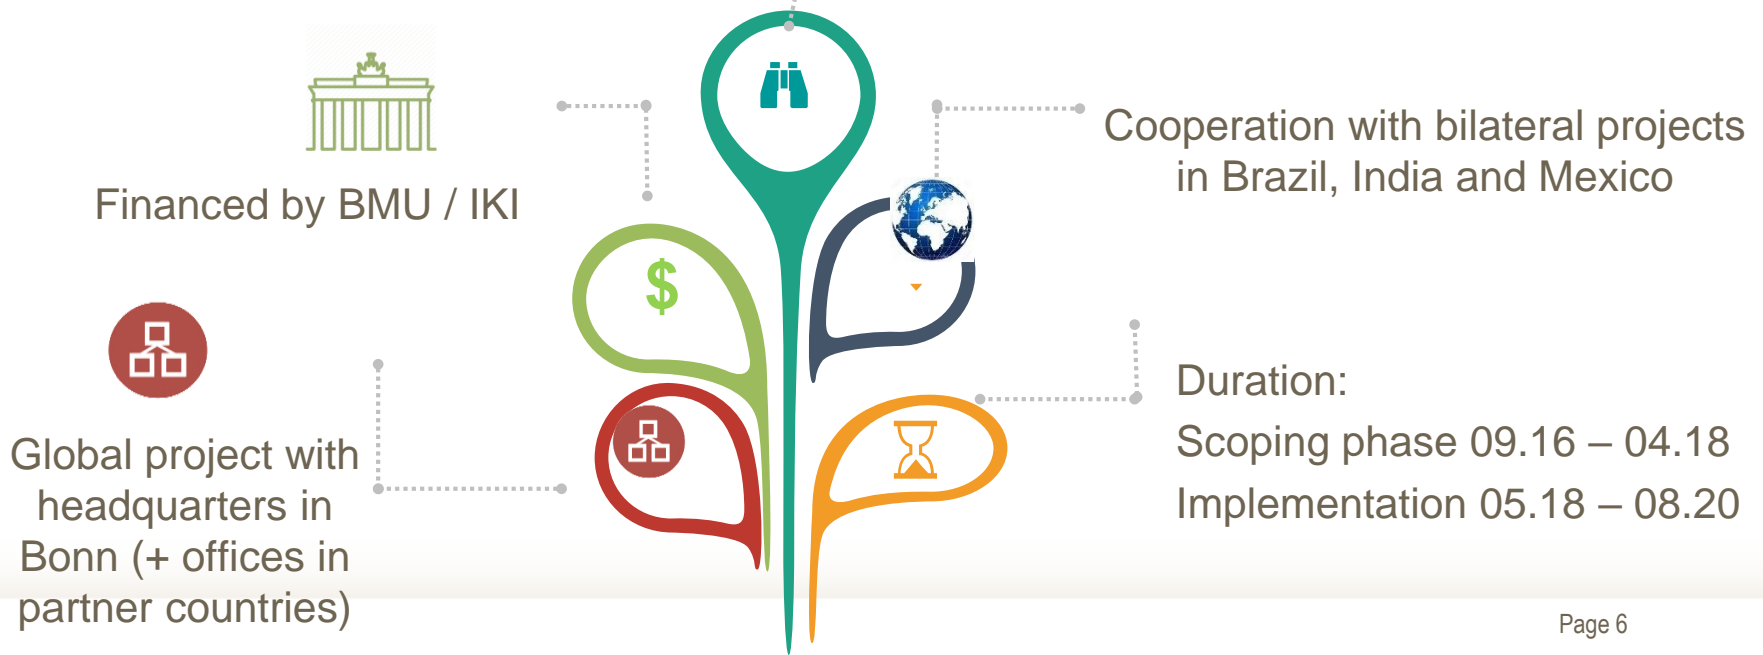 Financed by BMU / IKI
$
Cooperation with bilateral projects
in Brazil, India and Mexico
Global project with
headquarters in
Bonn (+ offices in
partner countries)
Duration:
Scoping phase 09.16 – 04.18
Implementation 05.18 – 08.20
Page 6